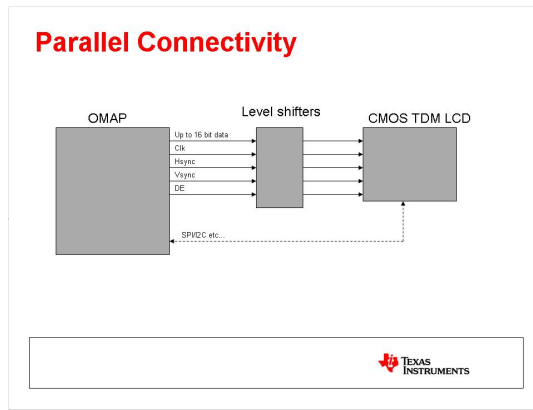 Parallel Connectivity
OMAP
Level shifters
CMOS TDM LCD
Up to 16 bit data
Clk
Hsync
Vsync
DE
SPI/I2C etc...
TEXAS
INSTRUMENTS